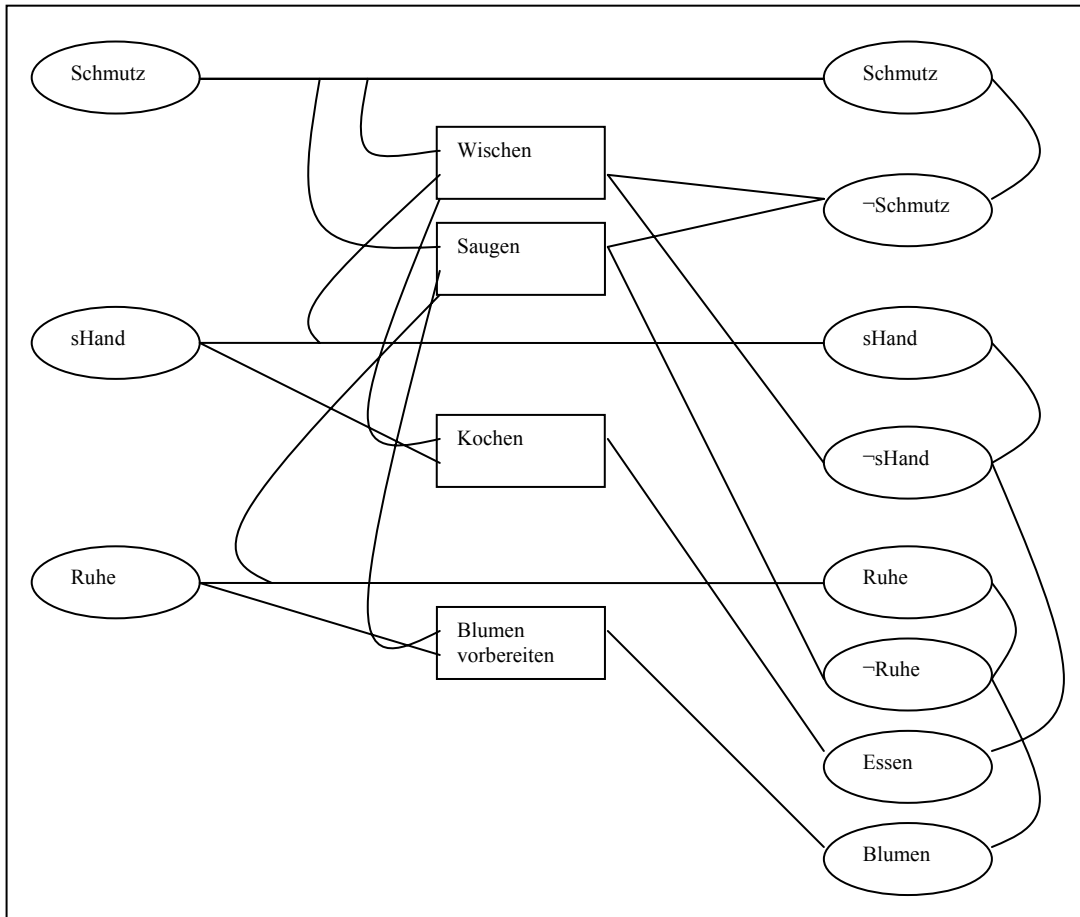 Schmutz
Schmutz
Wischen
¬Schmutz
Saugen
sHand
sHand
Kochen
¬sHand
Ruhe
Ruhe
Blumen
vorbereiten
¬Ruhe
Essen
Blumen